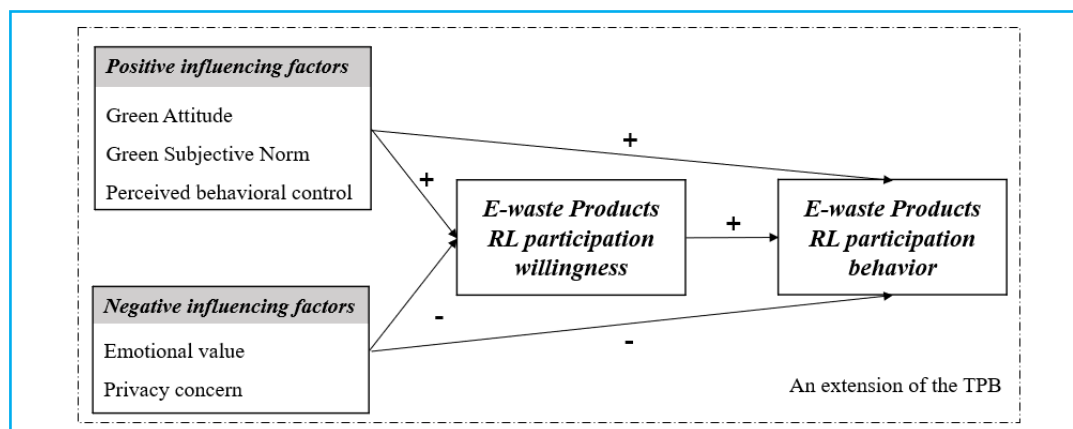 Positive influencing factors
Green Attitude
Green Subjective Norm
Perceived behavioral control
+
+
E-waste Products
RL participation
willingness
+
E-waste Products
RL participation
behavior
Negative influencing factors
Emotional value
Privacy concern
-
-
An extension of the TPB